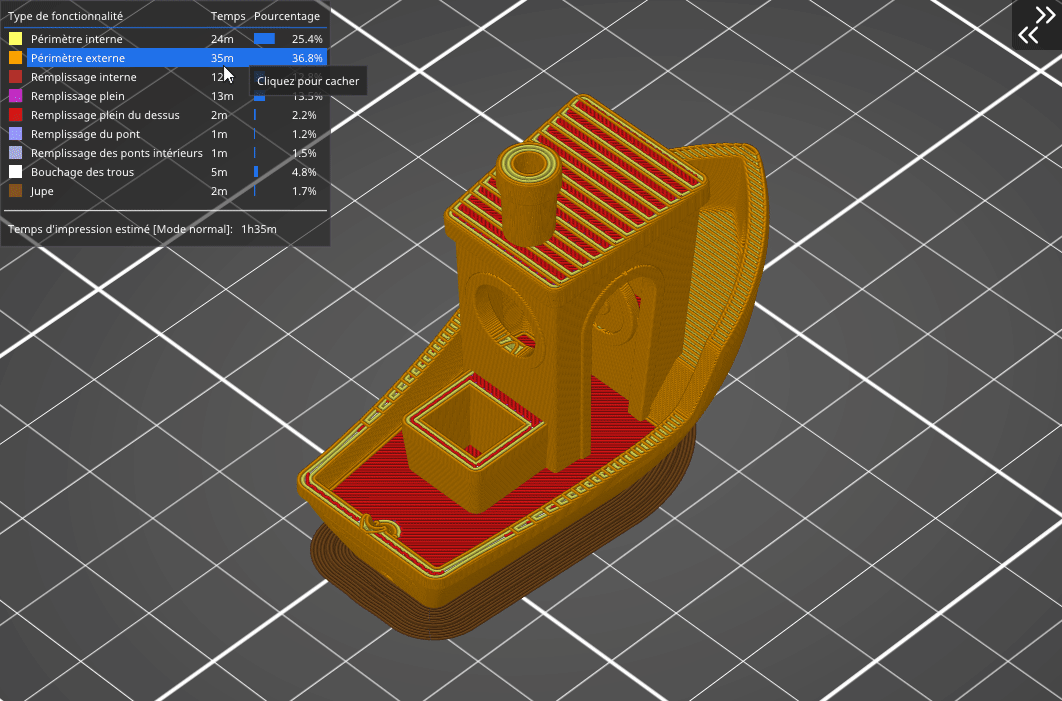 Type de fonctionnalité Temps Pourcentage
Périmètre interne 24m 25.4%
Périmètre externe 35m 36.8%
Remplissage interne
Cliquez pour cacher
Remplissage plein 13m 13.5%
Remplissage plein du dessus 2m 2.2%
Remplissage du pont 1m 1.2%
Remplissage des ponts intérieurs 1m 1.5%
Bouchage des trous 5m 4.8%
Jupe 2m 1.7%
Temps d'impression estimé [Mode normal]: 1h35m